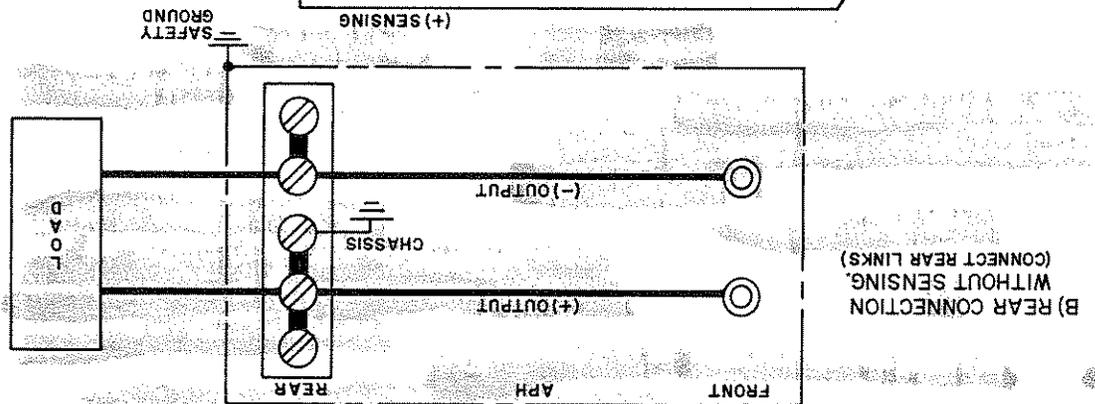 B) REAR CONNECTION
WITHOUT SENSING.
(CONNECT REAR LINKS)
FRONT
APH
REAR
(+) OUTPUT
CHASSIS
(-) OUTPUT
LOAD
SAFETY
GROUND
(+) SENSING